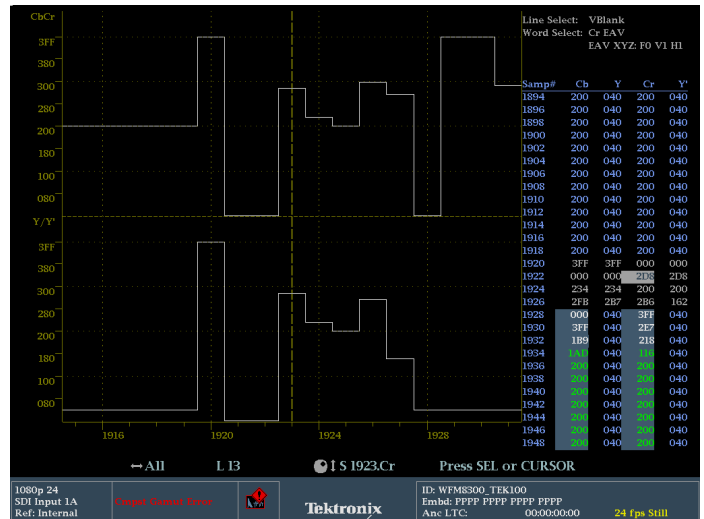 CbCr
3FF
380
300
280
200
180
100
080
Y/Y'
3FF
380
300
280
200
180
100
080
1916 1920 1924 1928
Line Select: VBlank
Word Select: Cr EAV
EAV XYZ: F0 V1 H1
Samp# Cb Y Cr Y'
1894 200 040 200 040
1896 200 040 200 040
1898 200 040 200 040
1900 200 040 200 040
1902 200 040 200 040
1904 200 040 200 040
1906 200 040 200 040
1908 200 040 200 040
1910 200 040 200 040
1912 200 040 200 040
1914 200 040 200 040
1916 200 040 200 040
1918 200 040 200 040
1920 3FF 3FF 000 000
1922 000 000 2D8 2D8
1924 234 234 200 200
1926 2FB 2B7 2B6 162
1928 000 040 3FF 040
1930 3FF 040 2E7 040
1932 1B9 040 218 040
1934 1AD 040 116 040
1936 200 040 200 040
1938 200 040 200 040
1940 200 040 200 040
1942 200 040 200 040
1944 200 040 200 040
1946 200 040 200 040
1948 200 040 200 040
↔All L 13 ↕ S 1923.Cr Press SEL or CURSOR
1080p 24
SDI Input 1A
Ref: Internal
Gamut Error
Tektronix
ID: WFM8300_TEK100
Embd: PPPP PPPP PPPP PPPP
Anc LTC: 00:00:00:00 24 fps Still